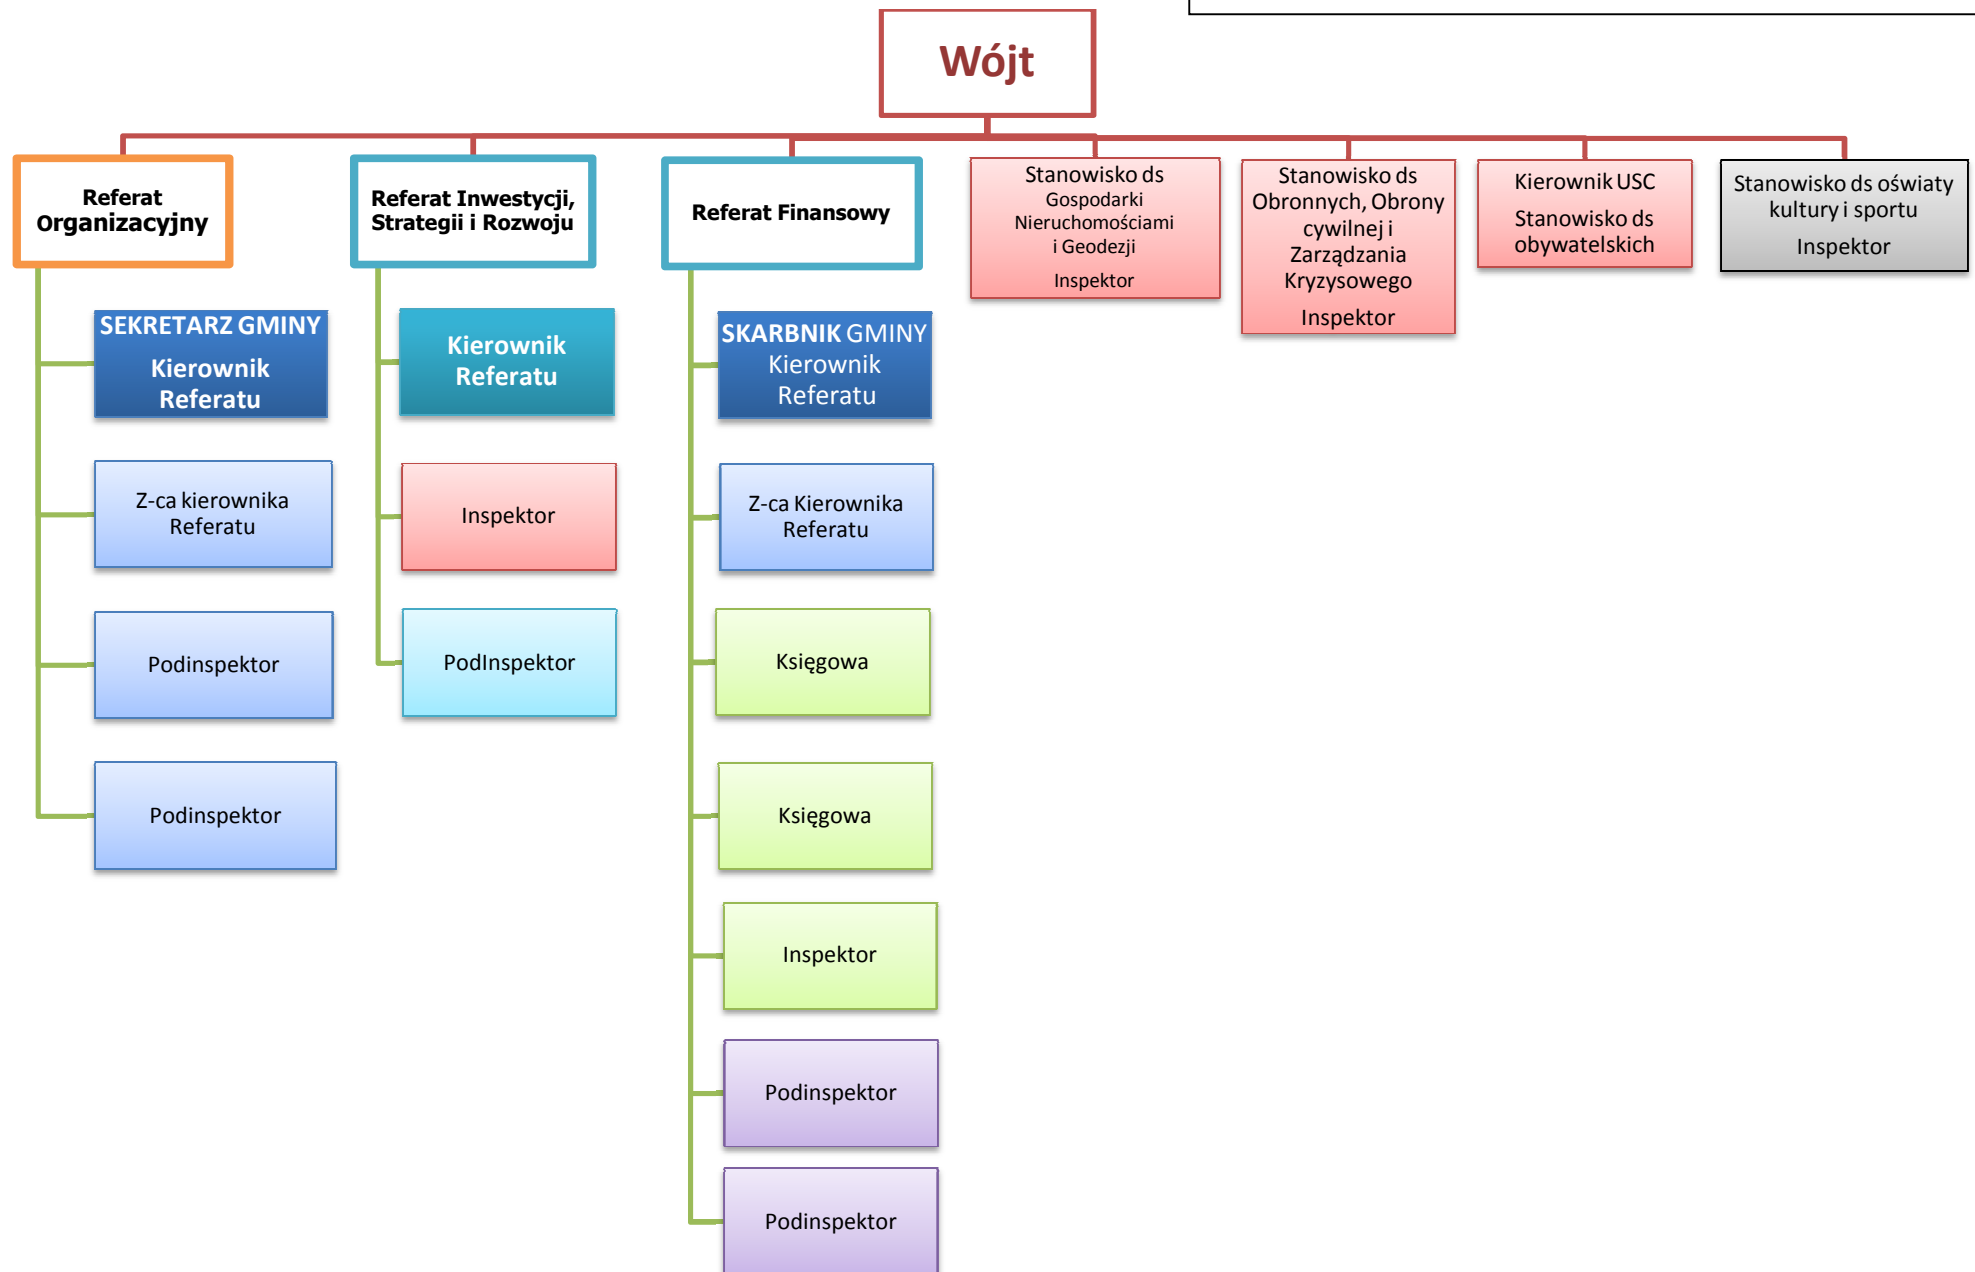 Wójt
Referat
Organizacyjny
Referat Inwestycji,
Strategii i Rozwoju
Referat Finansowy
Stanowisko ds
Gospodarki
Nieruchomościami
i Geodezji
Inspektor
Stanowisko ds
Obronnych, Obrony
cywilnej i
Zarządzania
Kryzysowego
Inspektor
Kierownik USC
Stanowisko ds
obywatelskich
Stanowisko ds oświaty
kultury i sportu
Inspektor
SEKRETARZ GMINY
Kierownik
Referatu
Z-ca kierownika
Referatu
Podinspektor
Podinspektor
Kierownik
Referatu
Inspektor
PodInspektor
SKARBNIK GMINY
Kierownik
Referatu
Z-ca Kierownika
Referatu
Księgowa
Księgowa
Inspektor
Podinspektor
Podinspektor